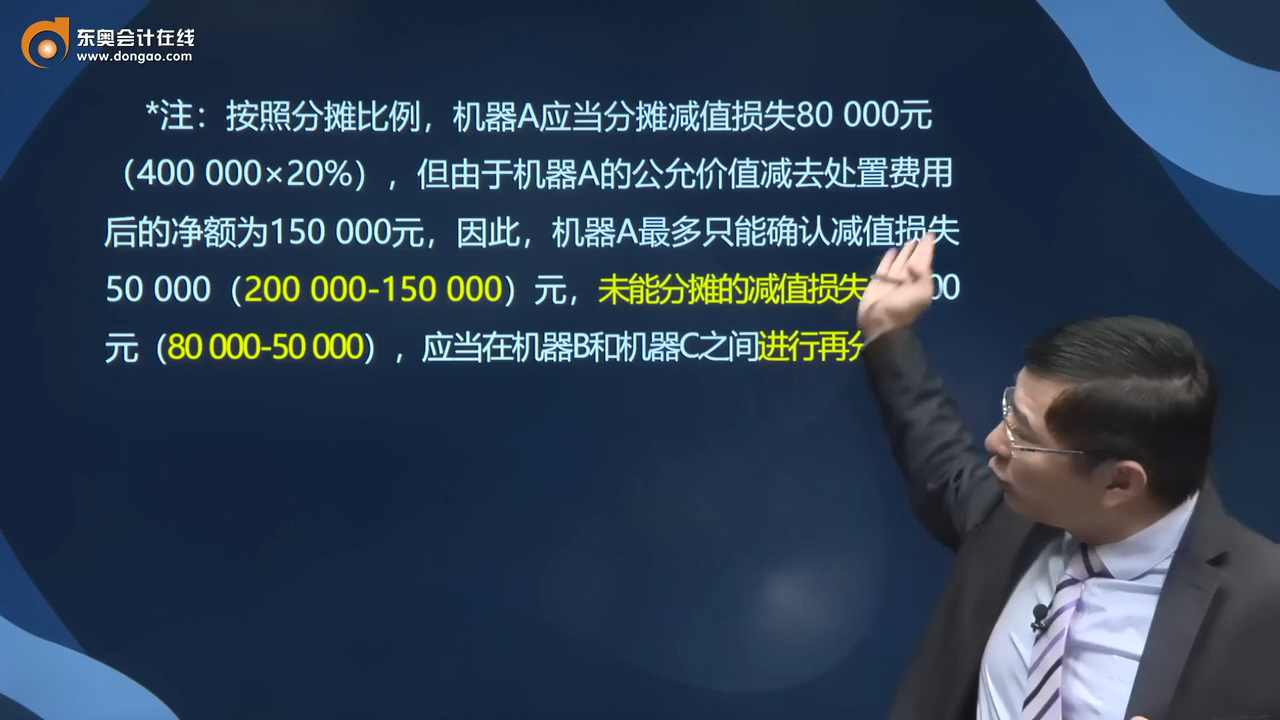 东奥会计在线
www.dongao.com
*注：按照分摊比例，机器A应当分摊减值损失80 000元
（400 000×20%），但由于机器A的公允价值减去处置费用
后的净额为150 000元，因此，机器A最多只能确认减值损失
50 000（200 000-150 000）元，未能分摊的减值损失 00
元（80 000-50 000），应当在机器B和机器C之间进行再分